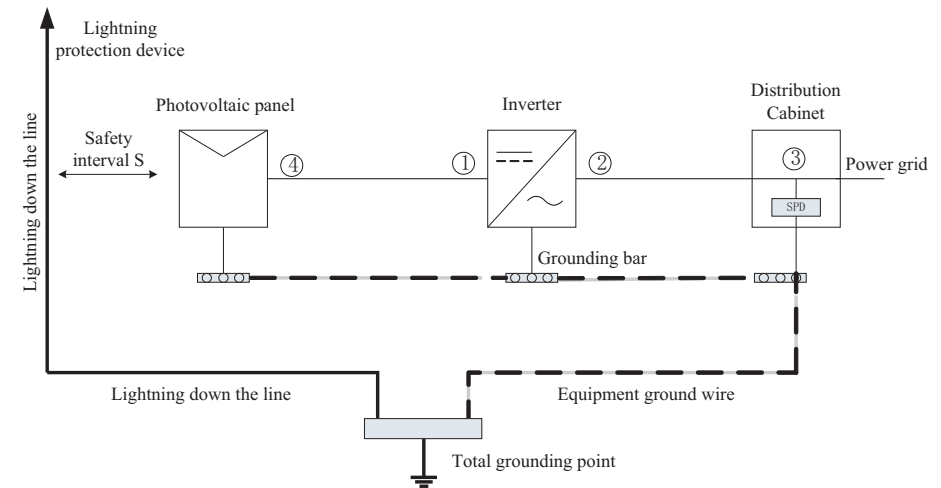 Lightning
protection device
Lightning down the line
Safety
interval S
Photovoltaic panel
④
①
Inverter
②
Distribution
Cabinet
③
SPD
Power grid
Grounding bar
Lightning down the line
Equipment ground wire
Total grounding point